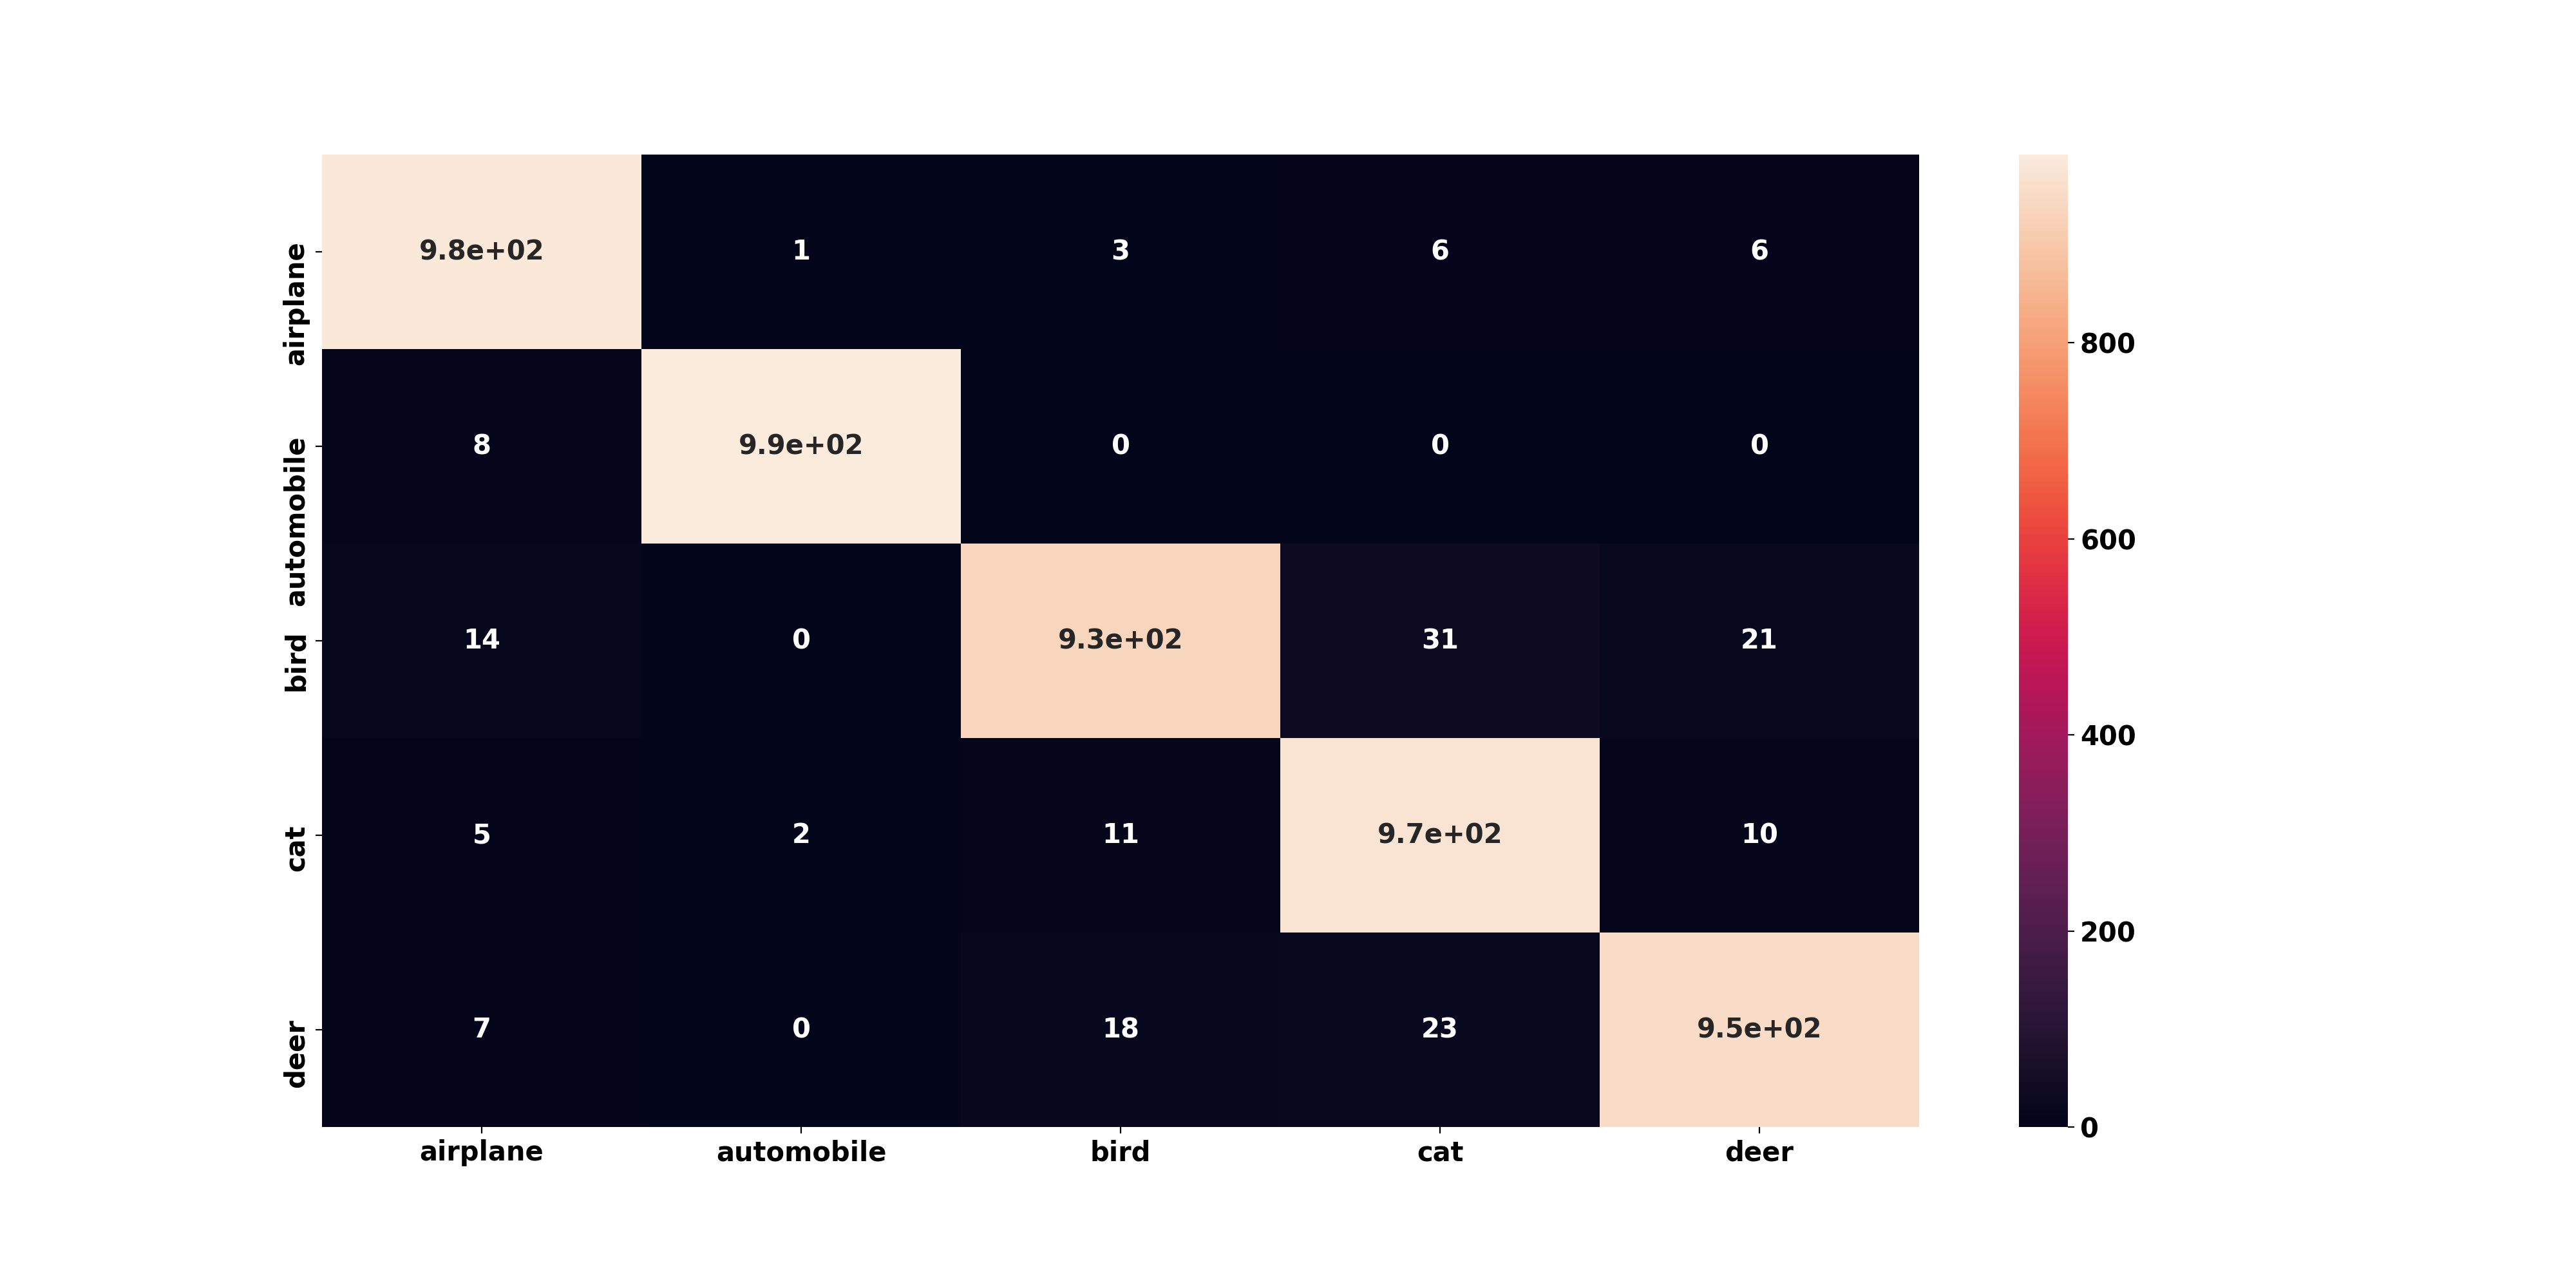 airplane 9.8e+02 1 3 6 6
automobile 8 9.9e+02 0 0 0
bird 14 0 9.3e+02 31 21
cat 5 2 11 9.7e+02 10
deer 7 0 18 23 9.5e+02
airplane automobile bird cat deer
800
600
400
200
0